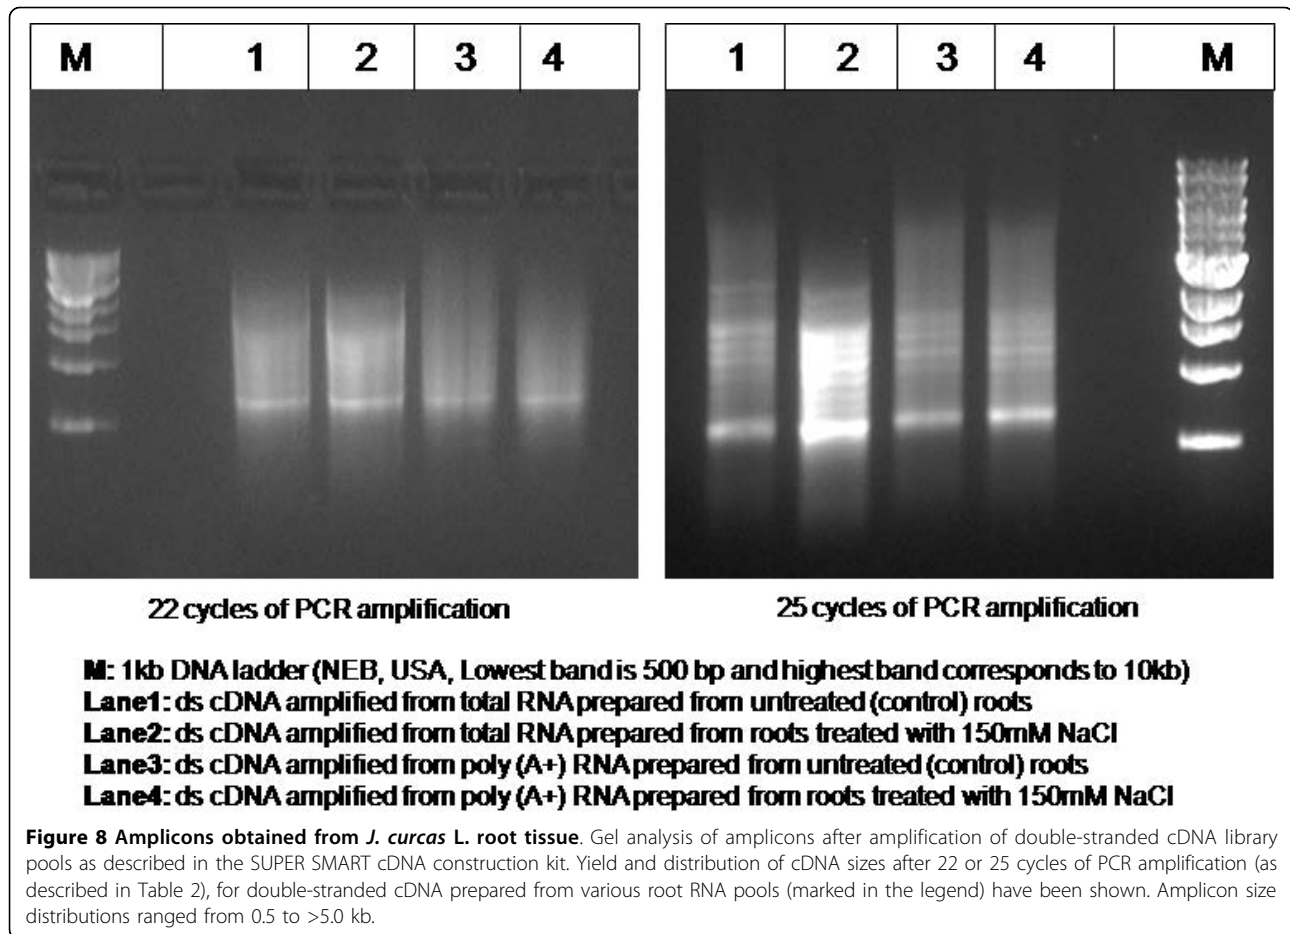 M 1 2 3 4 1 2 3 4 M
22 cycles of PCR amplification 25 cycles of PCR amplification
M: 1kb DNA ladder (NEB, USA, Lowest band is 500 bp and highest band corresponds to 10kb)
Lane1: ds cDNA amplified from total RNA prepared from untreated (control) roots
Lane2: ds cDNA amplified from total RNA prepared from roots treated with 150mM NaCl
Lane3: ds cDNA amplified from poly (A+) RNA prepared from untreated (control) roots
Lane4: ds cDNA amplified from poly (A+) RNA prepared from roots treated with 150mM NaCl
Figure 8 Amplicons obtained from J. curcas L. root tissue. Gel analysis of amplicons after amplification of double-stranded cDNA library
pools as described in the SUPER SMART cDNA construction kit. Yield and distribution of cDNA sizes after 22 or 25 cycles of PCR amplification (as
described in Table 2), for double-stranded cDNA prepared from various root RNA pools (marked in the legend) have been shown. Amplicon size
distributions ranged from 0.5 to >5.0 kb.